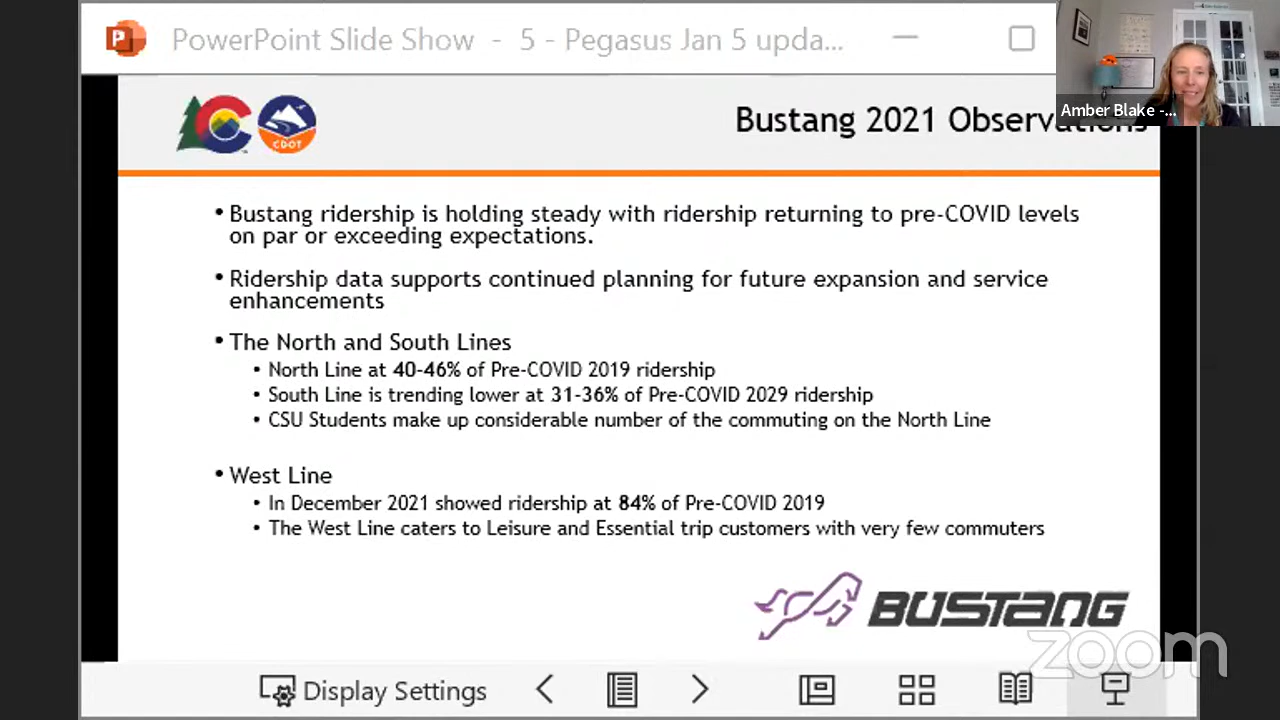 PowerPoint Slide Show - 5 - Pegasus Jan 5 upda...
Amber Blake -...
CDOT
Bustang 2021 Observations
• Bustang ridership is holding steady with ridership returning to pre-COVID levels
on par or exceeding expectations.
• Ridership data supports continued planning for future expansion and service
enhancements
• The North and South Lines
• North Line at 40-46% of Pre-COVID 2019 ridership
• South Line is trending lower at 31-36% of Pre-COVID 2029 ridership
• CSU Students make up considerable number of the commuting on the North Line
• West Line
• In December 2021 showed ridership at 84% of Pre-COVID 2019
• The West Line caters to Leisure and Essential trip customers with very few commuters
BUSTANG
zoom
Display Settings